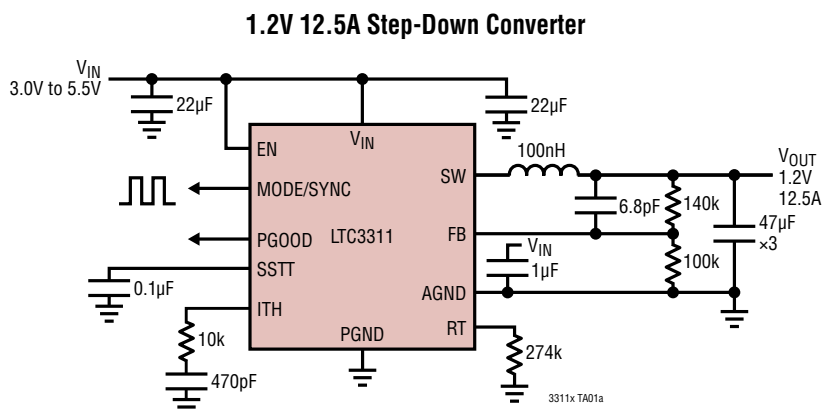 1.2V 12.5A Step-Down Converter
VIN
3.0V to 5.5V
22µF
22µF
VIN
EN
MODE/SYNC
PGOOD
SSTT
ITH
LTC3311
PGND
SW
FB
AGND
RT
100nH
VOUT
1.2V
12.5A
6.8pF
140k
47µF
×3
VIN
1µF
100k
0.1µF
10k
470pF
274k
3311x TA01a